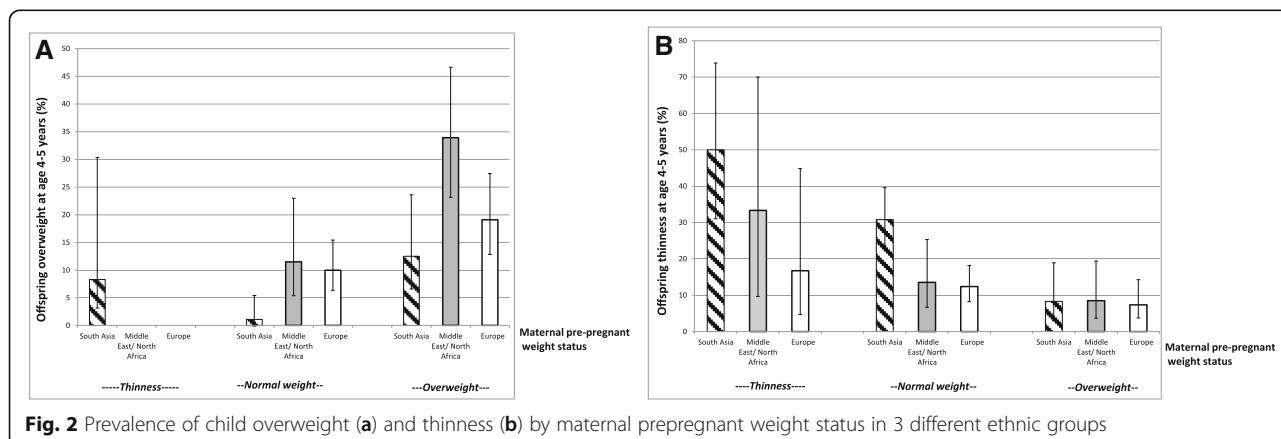 A
Offspring overweight at age 4-5 years (%)
50
45
40
35
30
25
20
15
10
5
0
South Asia Middle East/ North Africa Europe South Asia Middle East/ North Africa Europe South Asia Middle East/ North Africa Europe
-----Thinness----- --Normal weight-- ---Overweight---
Maternal pre-pregnant
weight status
B
Offspring thinness at age 4-5 years (%)
80
70
60
50
40
30
20
10
0
South Asia Middle East/ North Africa Europe South Asia Middle East/ North Africa Europe South Asia Middle East/ North Africa Europe
----Thinness---- --Normal weight-- --Overweight--
Maternal pre-pregnant
weight status
Fig. 2 Prevalence of child overweight (a) and thinness (b) by maternal prepregnant weight status in 3 different ethnic groups